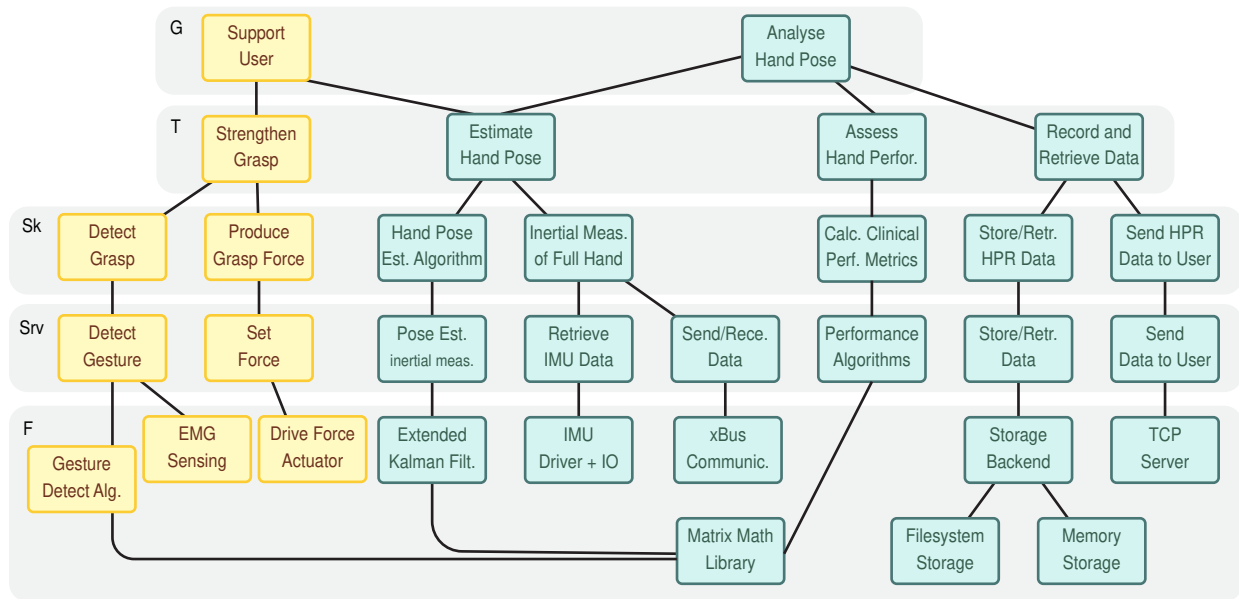 G
Support
User
Analyse
Hand Pose
T
Strengthen
Grasp
Estimate
Hand Pose
Assess
Hand Perfor.
Record and
Retrieve Data
Sk
Detect
Grasp
Produce
Grasp Force
Hand Pose
Est. Algorithm
Inertial Meas.
of Full Hand
Calc. Clinical
Perf. Metrics
Store/Retr.
HPR Data
Send HPR
Data to User
Srv
Detect
Gesture
Set
Force
Pose Est.
inertial meas.
Retrieve
IMU Data
Send/Rece.
Data
Performance
Algorithms
Store/Retr.
Data
Send
Data to User
F
Gesture
Detect Alg.
EMG
Sensing
Drive Force
Actuator
Extended
Kalman Filt.
IMU
Driver + IO
xBus
Communic.
Storage
Backend
TCP
Server
Matrix Math
Library
Filesystem
Storage
Memory
Storage